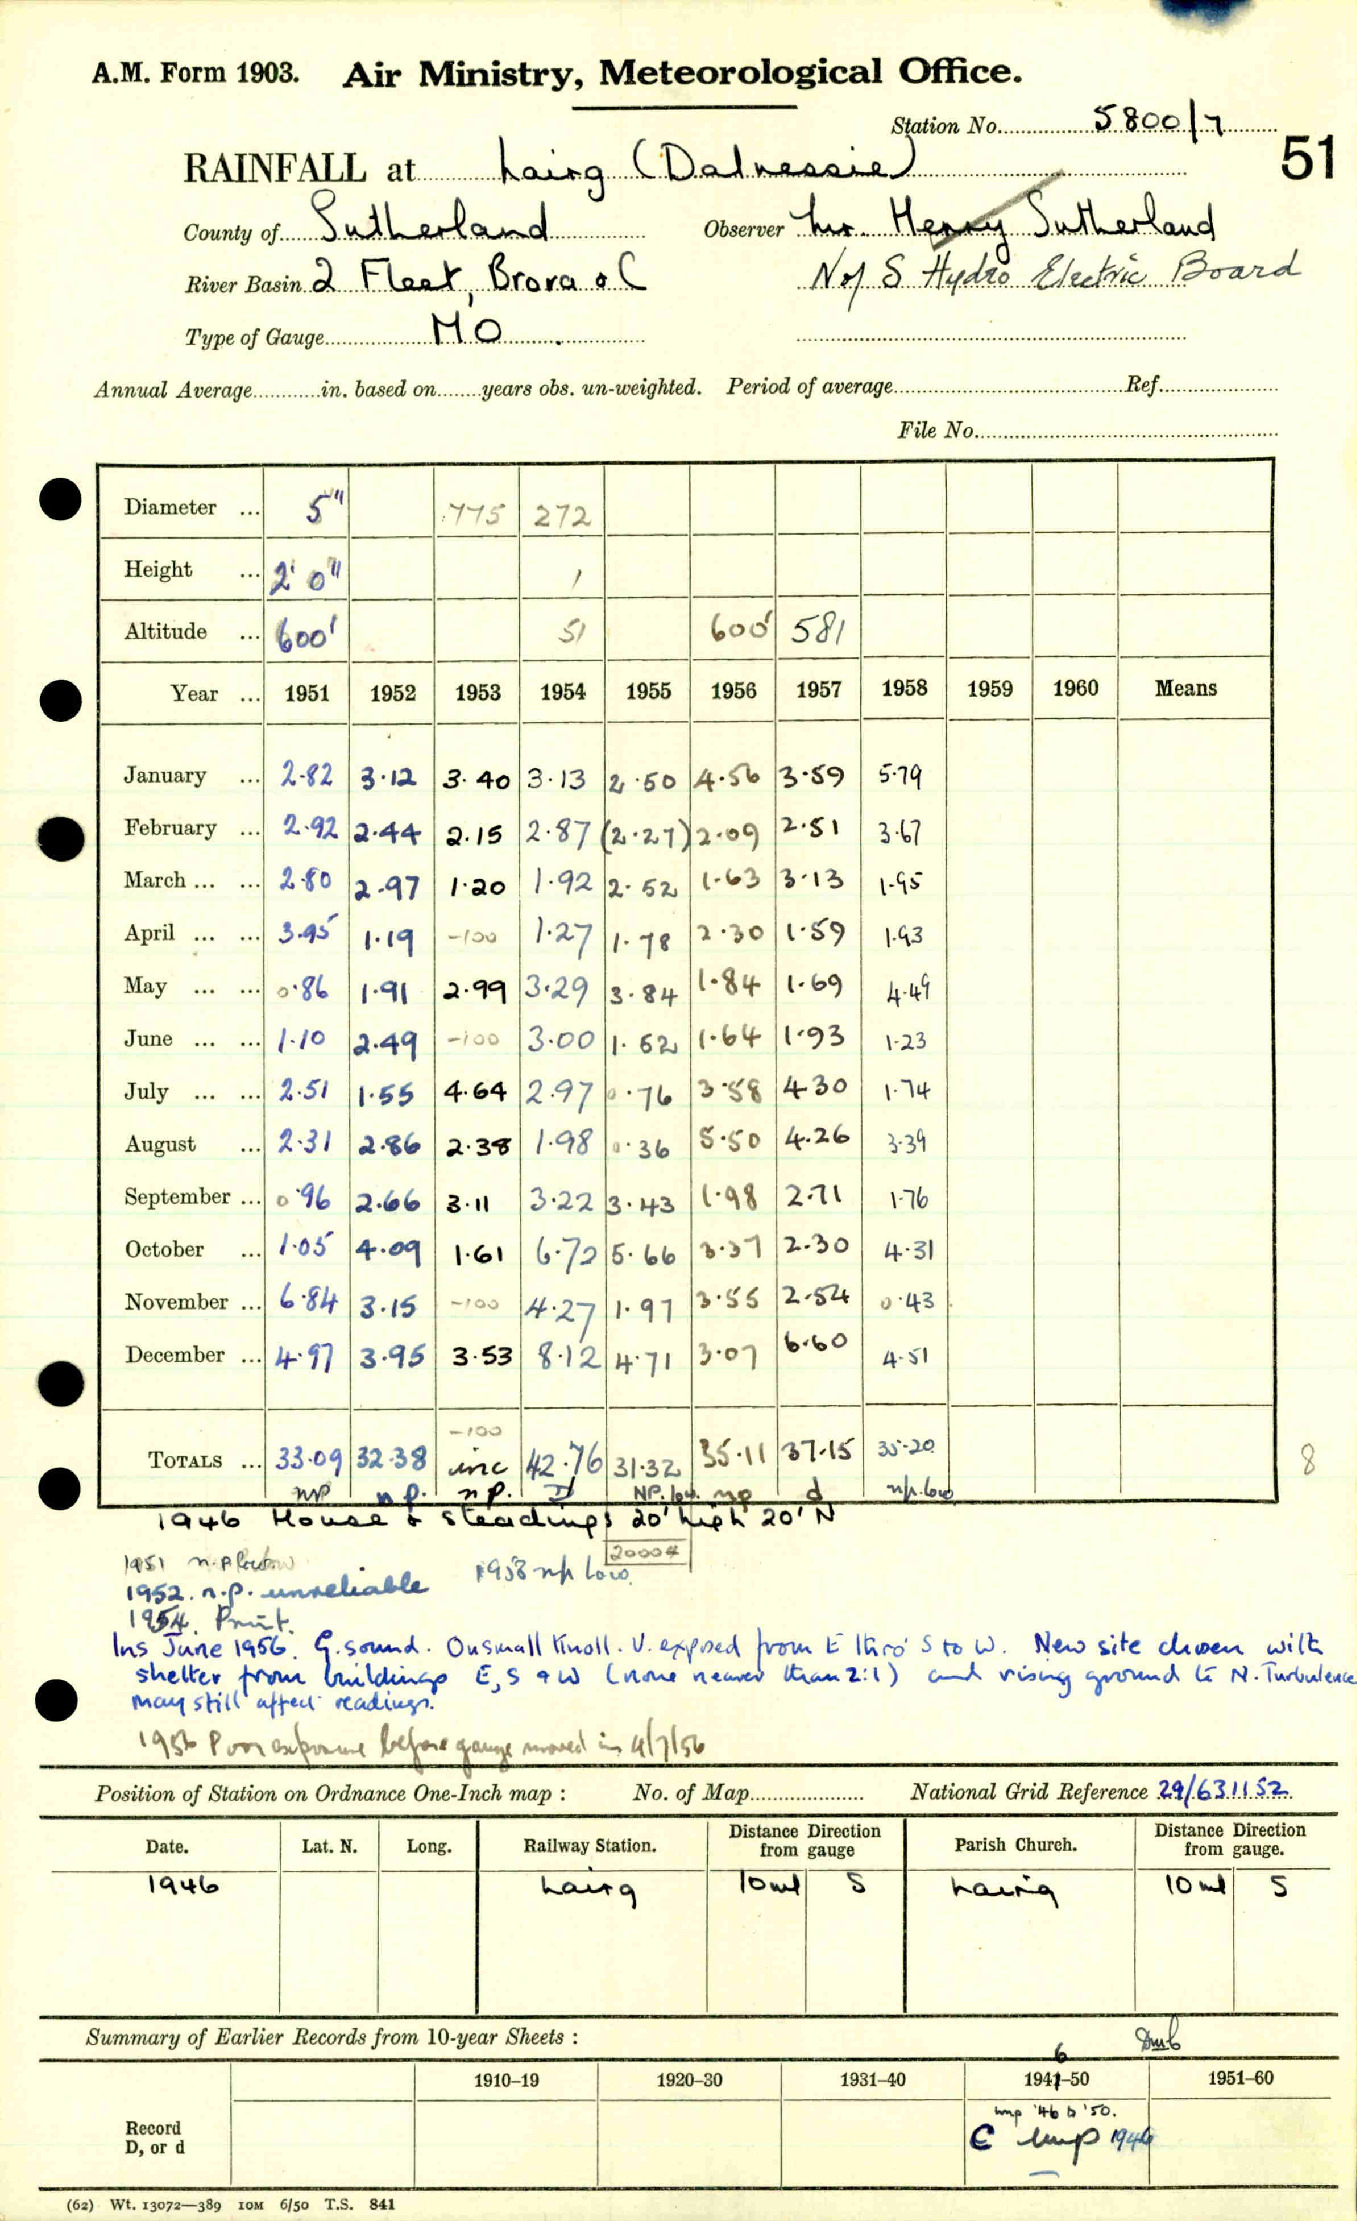 A.M. Form 1903. Air Ministry, Meteorological Office.
Station No. 5800/7
51
RAINFALL at Lairg (Dalnessie)
County of Sutherland Observer Mr. Henry Sutherland
River Basin 2 Fleet, Brora & C N of S Hydro Electric Board
Type of Gauge MO
Annual Average in. based on years obs. un-weighted. Period of average Ref.
File No.
Diameter ... 5" .775 272
Height ... 2' 0" 1
Altitude ... 600' 51 600' 581
Year ... 1951 1952 1953 1954 1955 1956 1957 1958 1959 1960 Means
January ... 2.82 3.12 3.40 3.13 2.50 4.56 3.59 5.79
February ... 2.92 2.44 2.15 2.87 (2.27) 2.09 2.51 3.67
March ... ... 2.80 2.97 1.20 1.92 2.52 1.63 3.13 1.95
April ... ... 3.95 1.19 -100 1.27 1.78 2.30 1.59 1.93
May ... ... 0.86 1.91 2.99 3.29 3.84 1.84 1.69 4.49
June ... ... 1.10 2.49 -100 3.00 1.52 1.64 1.93 1.23
July ... ... 2.51 1.55 4.64 2.97 0.76 3.58 4.30 1.74
August ... 2.31 2.86 2.38 1.98 0.36 5.50 4.26 3.39
September ... 0.96 2.66 3.11 3.22 3.43 1.98 2.71 1.76
October ... 1.05 4.09 1.61 6.72 5.66 3.37 2.30 4.31
November ... 6.84 3.15 -100 4.27 1.97 3.55 2.54 0.43
December ... 4.97 3.95 3.53 8.12 4.71 3.07 6.60 4.51
-100
TOTALS ... 33.09 32.38 inc 42.76 31.32 35.11 37.15 35.20 8
np n.p. n.p. D NP. low. np d np. low
1946 House & Steadings 20' high 20' N
20004
1951 n.p low 1958 np low.
1952. n.p. unreliable
1954. Print.
Ins June 1956. G. sound. On small knoll. V. exposed from E thro' S to W. New site chosen with
shelter from buildings E, S & W (none nearer than 2:1) and rising ground to N. Turbulence
may still affect readings.
1956 Poor exposure before gauge moved in 4/7/56
Position of Station on Ordnance One-Inch map : No. of Map National Grid Reference 29/631152
Date. Lat. N. Long. Railway Station. Distance from Direction gauge Parish Church. Distance from Direction gauge.
1946 Lairg 10 ml S Lairg 10 ml S
Summary of Earlier Records from 10-year Sheets :
6
1910–19 1920–30 1931–40 1941–50 1951–60
Record
D, or d
'46 to '50.
C 1946
(62) Wt. 13072—389 10M 6/50 T.S. 841